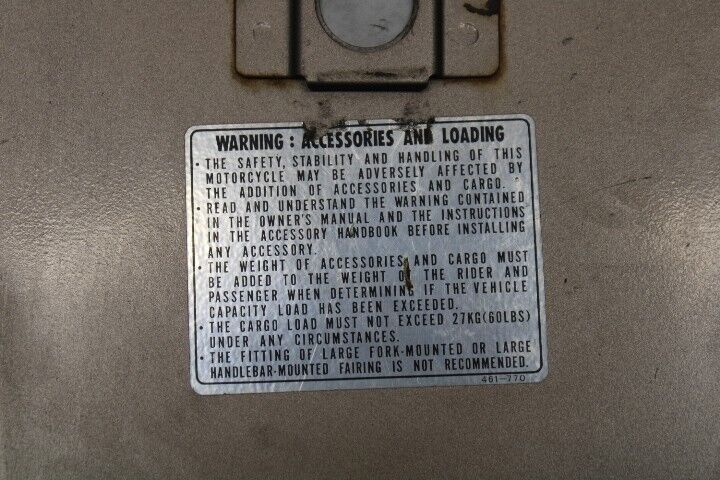 WARNING : ACCESSORIES AND LOADING
· THE SAFETY, STABILITY AND HANDLING OF THIS
MOTORCYCLE MAY BE ADVERSELY AFFECTED BY
THE ADDITION OF ACCESSORIES AND CARGO.
· READ AND UNDERSTAND THE WARNING CONTAINED
IN THE OWNER'S MANUAL AND THE INSTRUCTIONS
IN THE ACCESSORY HANDBOOK BEFORE INSTALLING
ANY ACCESSORY.
· THE WEIGHT OF ACCESSORIES AND CARGO MUST
BE ADDED TO THE WEIGHT OF THE RIDER AND
PASSENGER WHEN DETERMINING IF THE VEHICLE
CAPACITY LOAD HAS BEEN EXCEEDED.
· THE CARGO LOAD MUST NOT EXCEED 27KG(60LBS)
UNDER ANY CIRCUMSTANCES.
· THE FITTING OF LARGE FORK-MOUNTED OR LARGE
HANDLEBAR-MOUNTED FAIRING IS NOT RECOMMENDED.
461-770